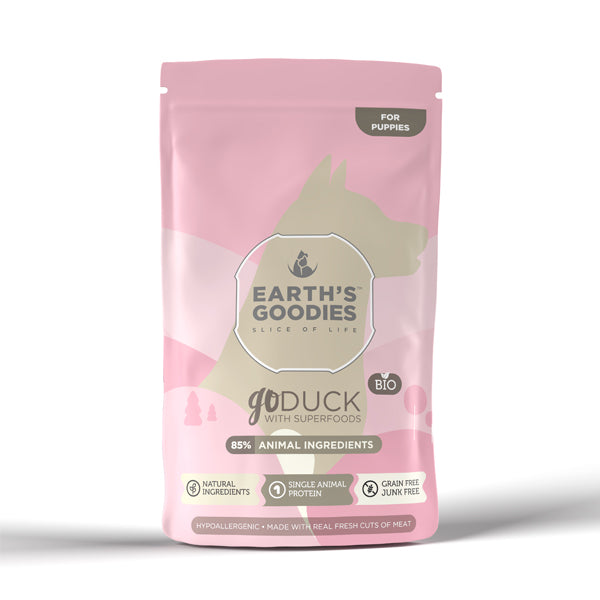 FOR
PUPPIES
EARTH'S™
GOODIES
SLICE OF LIFE
BIO
goDUCK
WITH SUPERFOODS
85% ANIMAL INGREDIENTS
NATURAL
INGREDIENTS
SINGLE ANIMAL
PROTEIN
GRAIN FREE
JUNK FREE
HYPOALLERGENIC • MADE WITH REAL FRESH CUTS OF MEAT